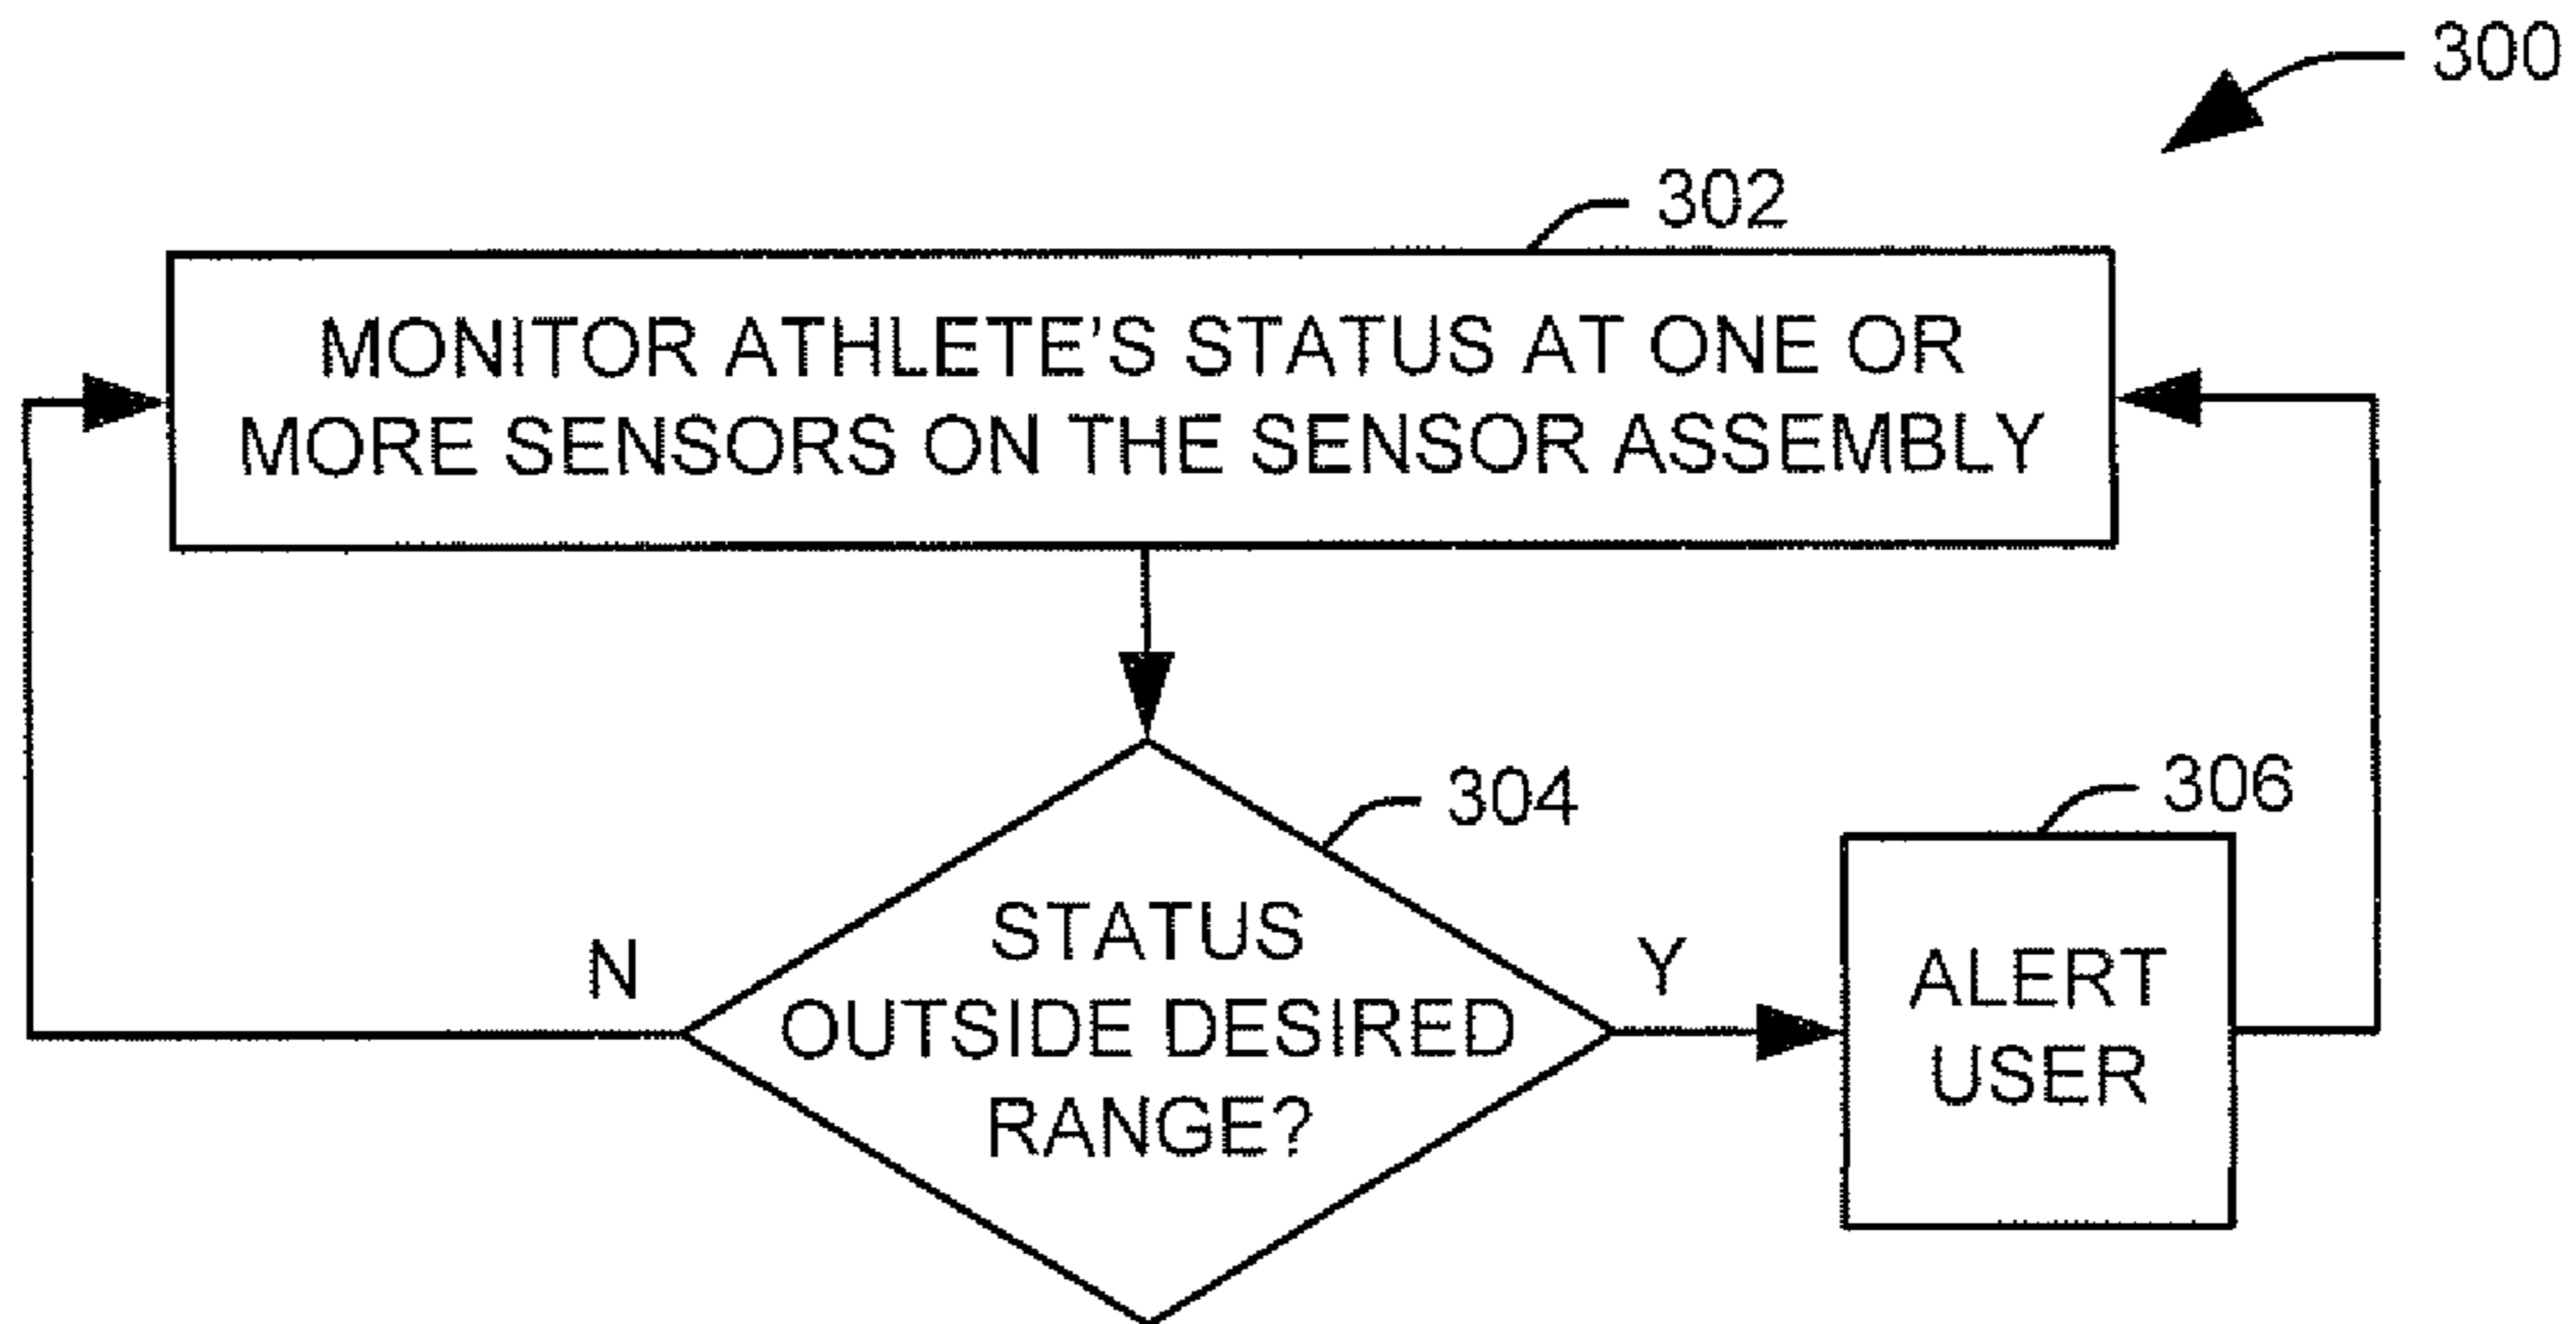 300
302
MONITOR ATHLETE'S STATUS AT ONE OR
MORE SENSORS ON THE SENSOR ASSEMBLY
304
306
STATUS
OUTSIDE DESIRED
RANGE?
N
Y
ALERT
USER